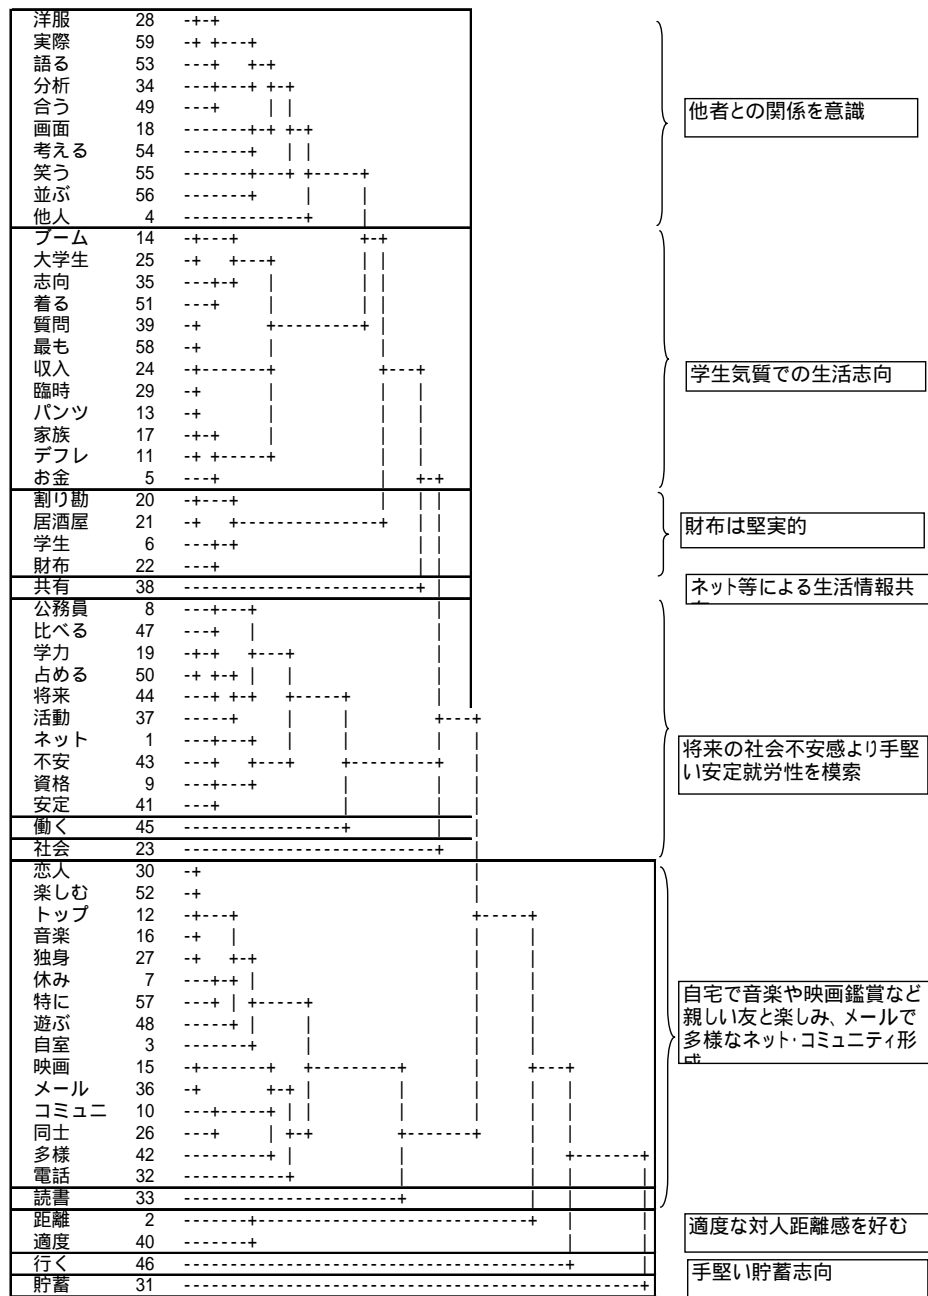 洋服 28 -+-+
実際 59 -+ +---+
語る 53 ---+ +-+
分析 34 ---+---+ +-+
合う 49 ---+ | |
画面 18 -------+-+ +-+
考える 54 -------+ | |
笑う 55 -------+---+ +-----+
並ぶ 56 -------+ | |
他人 4 -------------+ |
他者との関係を意識
ブーム 14 -+---+ +-+
大学生 25 -+ +---+ | |
志向 35 ---+-+ | | |
着る 51 ---+ | | |
質問 39 -+ +---------+ |
最も 58 -+ | |
収入 24 -+-------+ +---+
臨時 29 -+ | | |
パンツ 13 -+ | | |
家族 17 -+-+ | | |
デフレ 11 -+ +-----+ | |
お金 5 ---+ | +-+
学生気質での生活志向
割り勘 20 -+---+ | | |
居酒屋 21 -+ +---------------+ | |
学生 6 ---+-+ | |
財布 22 ---+ | |
財布は堅実的
共有 38 -------------------------+ |
ネット等による生活情報共
公務員 8 ---+---+ |
比べる 47 ---+ | |
学力 19 -+-+ +---+ |
占める 50 -+ +-+ | | |
将来 44 ---+ +-+ +-----+ |
活動 37 -----+ | | +---+
ネット 1 ---+---+ | | | |
不安 43 ---+ +---+ +---------+ |
資格 9 ---+---+ | | |
安定 41 ---+ | | |
働く 45 -----------------+ | |
社会 23 ---------------------------+ |
将来の社会不安感より手堅
い安定就労性を模索
恋人 30 -+ |
楽しむ 52 -+ |
トップ 12 -+---+ +-----+
音楽 16 -+ | | |
独身 27 -+ +-+ | |
休み 7 ---+-+ | | |
特に 57 ---+ | +-----+ | |
遊ぶ 48 -----+ | | | |
自室 3 -------+ | | |
映画 15 -+-------+ +---------+ | +---+
メール 36 -+ +-+ | | | | |
コミュニ 10 ---+-----+ | | | | | |
同士 26 ---+ | +-+ +-------+ | |
多様 42 ---------+ | | | +-------+
電話 32 -----------+ | | | |
読書 33 -----------------------+ | | |
自宅で音楽や映画鑑賞など
親しい友と楽しみ、メールで
多様なネット・コミュニティ形
成
距離 2 -------+-----------------------------+ | |
適度 40 -------+ | |
適度な対人距離感を好む
行く 46 -----------------------------------------+ |
貯蓄 31 -------------------------------------------------+
手堅い貯蓄志向